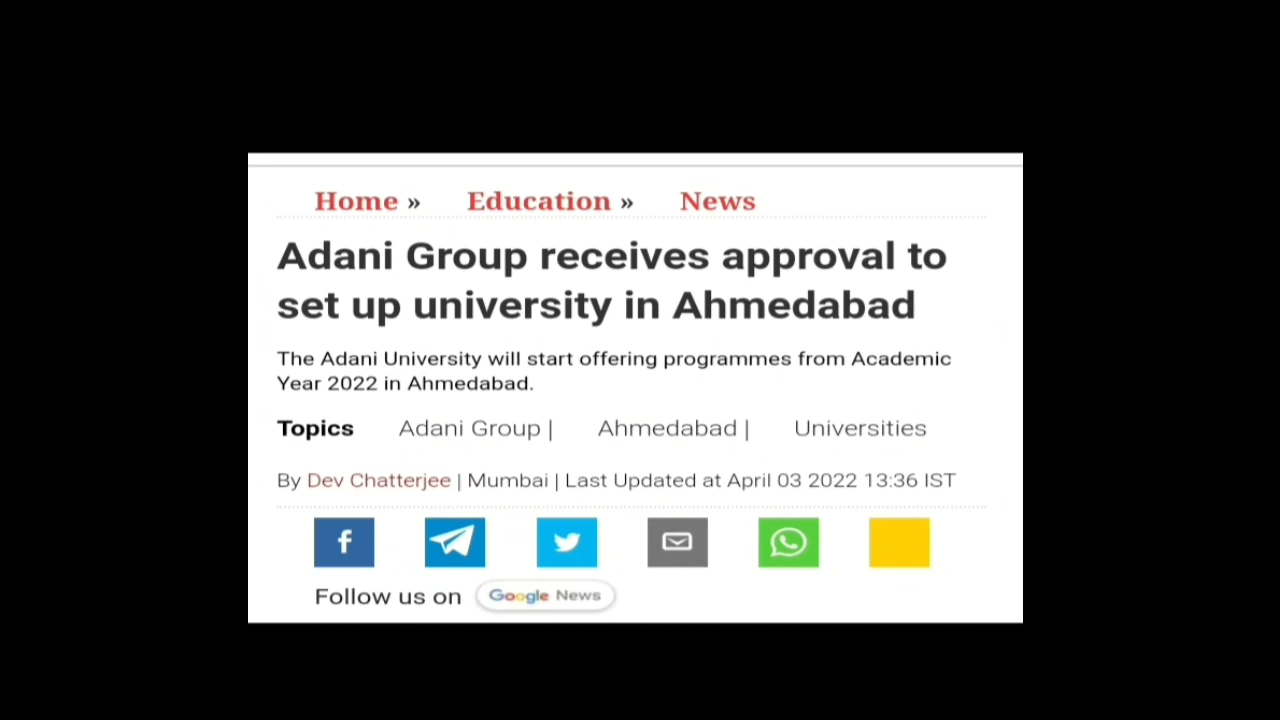 Home » Education » News
Adani Group receives approval to
set up university in Ahmedabad
The Adani University will start offering programmes from Academic
Year 2022 in Ahmedabad.
Topics Adani Group | Ahmedabad | Universities
By Dev Chatterjee | Mumbai | Last Updated at April 03 2022 13:36 IST
f
Follow us on Google News